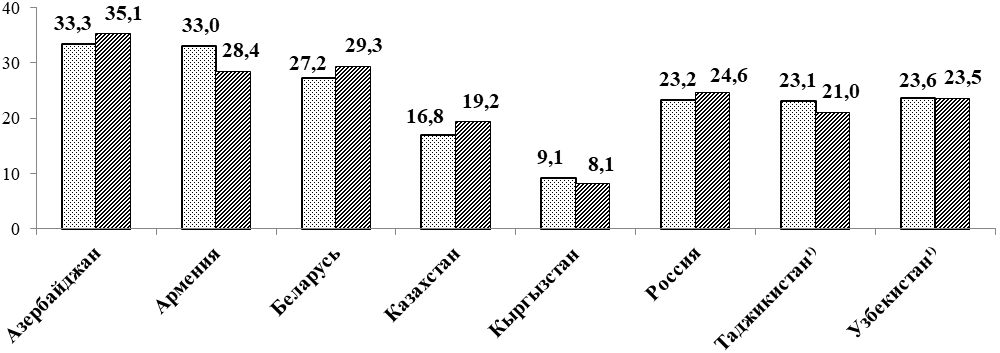 40
30
20
10
0
33,3
35,1
33,0
28,4
27,2
29,3
16,8
19,2
9,1
8,1
23,2
24,6
23,1
21,0
23,6
23,5
Азербайджан
Армения
Беларусь
Казахстан
Кыргызстан
Россия
Таджикистан¹⁾
Узбекистан¹⁾